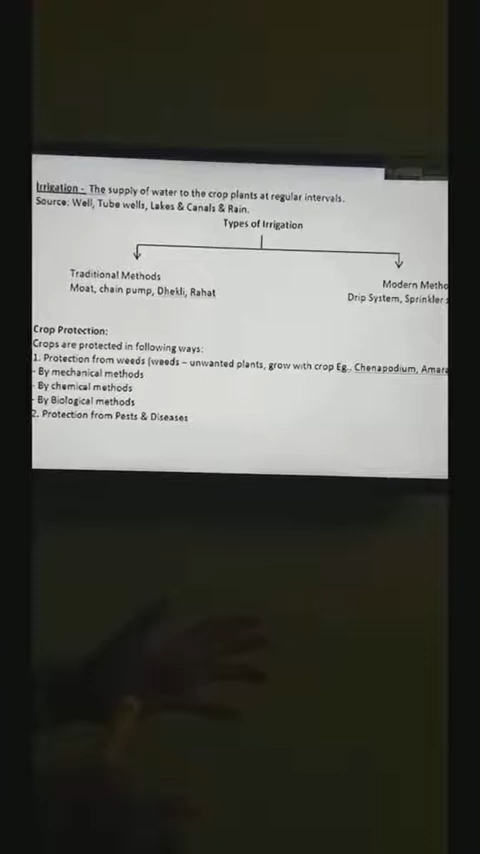 Irrigation - The supply of water to the crop plants at regular intervals.
Source: Well, Tube wells, Lakes & Canals & Rain.
Types of Irrigation
Traditional Methods
Moat, chain pump, Dhekli, Rahat
Modern Metho
Drip System, Sprinkler s
Crop Protection:
Crops are protected in following ways:
1. Protection from weeds (weeds – unwanted plants, grow with crop Eg., Chenapodium, Amara
- By mechanical methods
- By chemical methods
- By Biological methods
2. Protection from Pests & Diseases